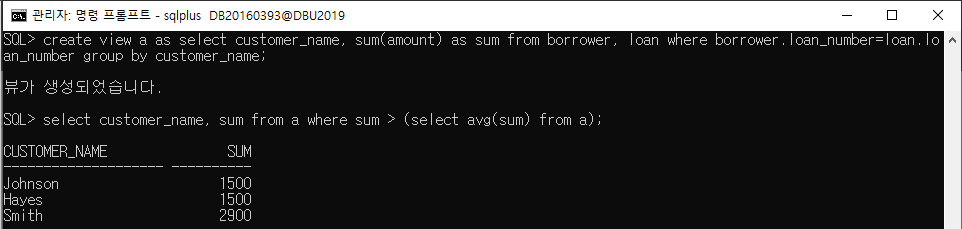 관리자: 명령 프롬프트 - sqlplus  DB20160393@DBU2019
SQL> create view a as select customer_name, sum(amount) as sum from borrower, loan where borrower.loan_number=loan.lo
an_number group by customer_name;
뷰가 생성되었습니다.
SQL> select customer_name, sum from a where sum > (select avg(sum) from a);
CUSTOMER_NAME               SUM
-------------------- ----------
Johnson                    1500
Hayes                      1500
Smith                      2900